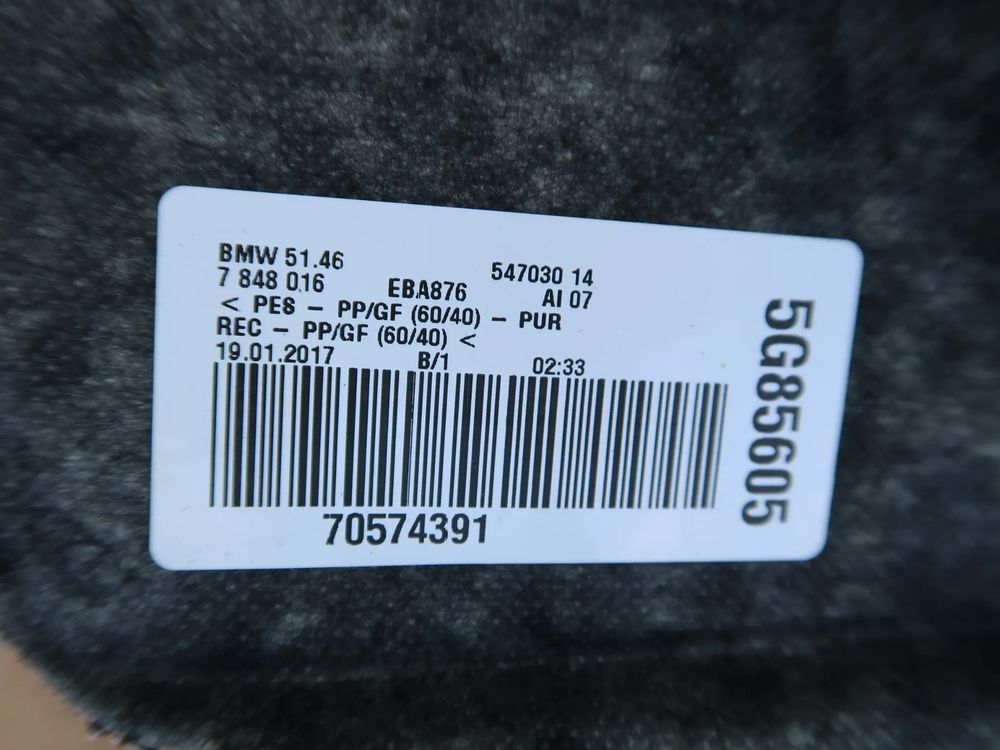 BMW 51.46 547030 14
7 848 016 EBA876 AI 07
< PES - PP/GF (60/40) - PUR
REC - PP/GF (60/40) <
19.01.2017 B/1 02:33
70574391
5G85605